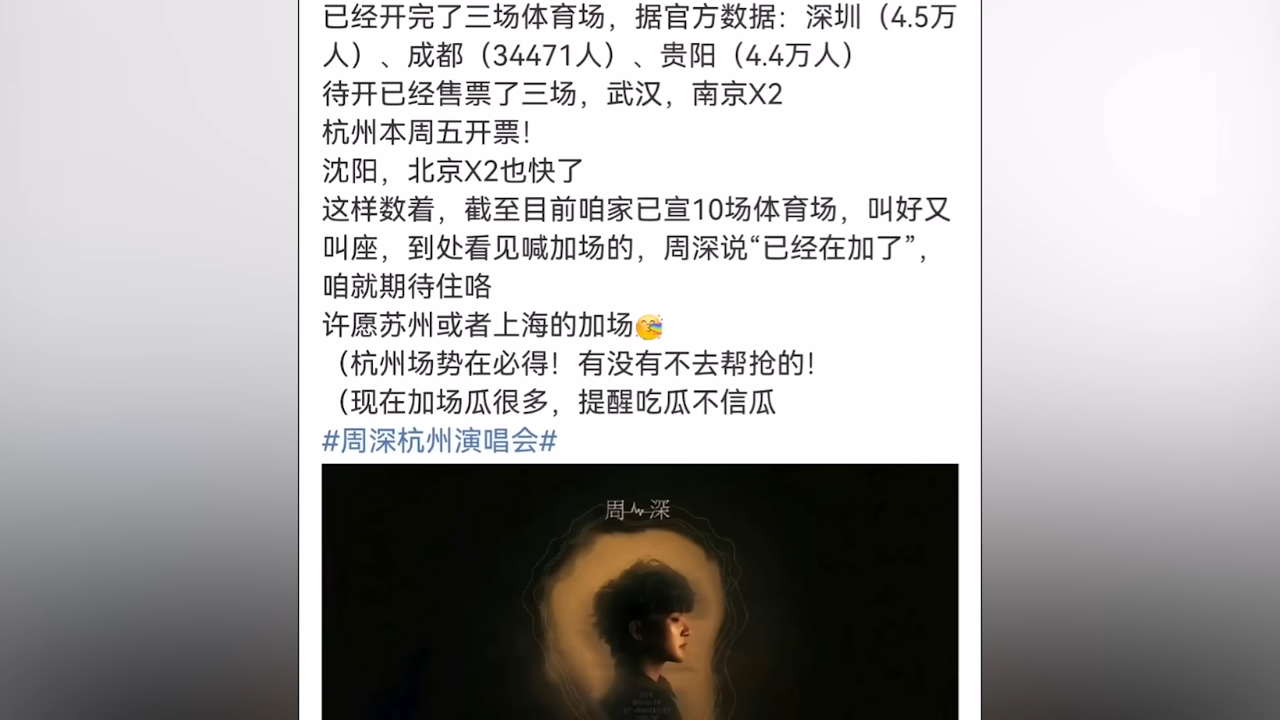 已经开完了三场体育场，据官方数据：深圳（4.5万
人）、成都（34471人）、贵阳（4.4万人）
待开已经售票了三场，武汉，南京X2
杭州本周五开票！
沈阳，北京X2也快了
这样数着，截至目前咱家已宣10场体育场，叫好又
叫座，到处看见喊加场的，周深说“已经在加了”，
咱就期待住咯
许愿苏州或者上海的加场🥳
（杭州场势在必得！有没有不去帮抢的！
（现在加场瓜很多，提醒吃瓜不信瓜
#周深杭州演唱会#
周深